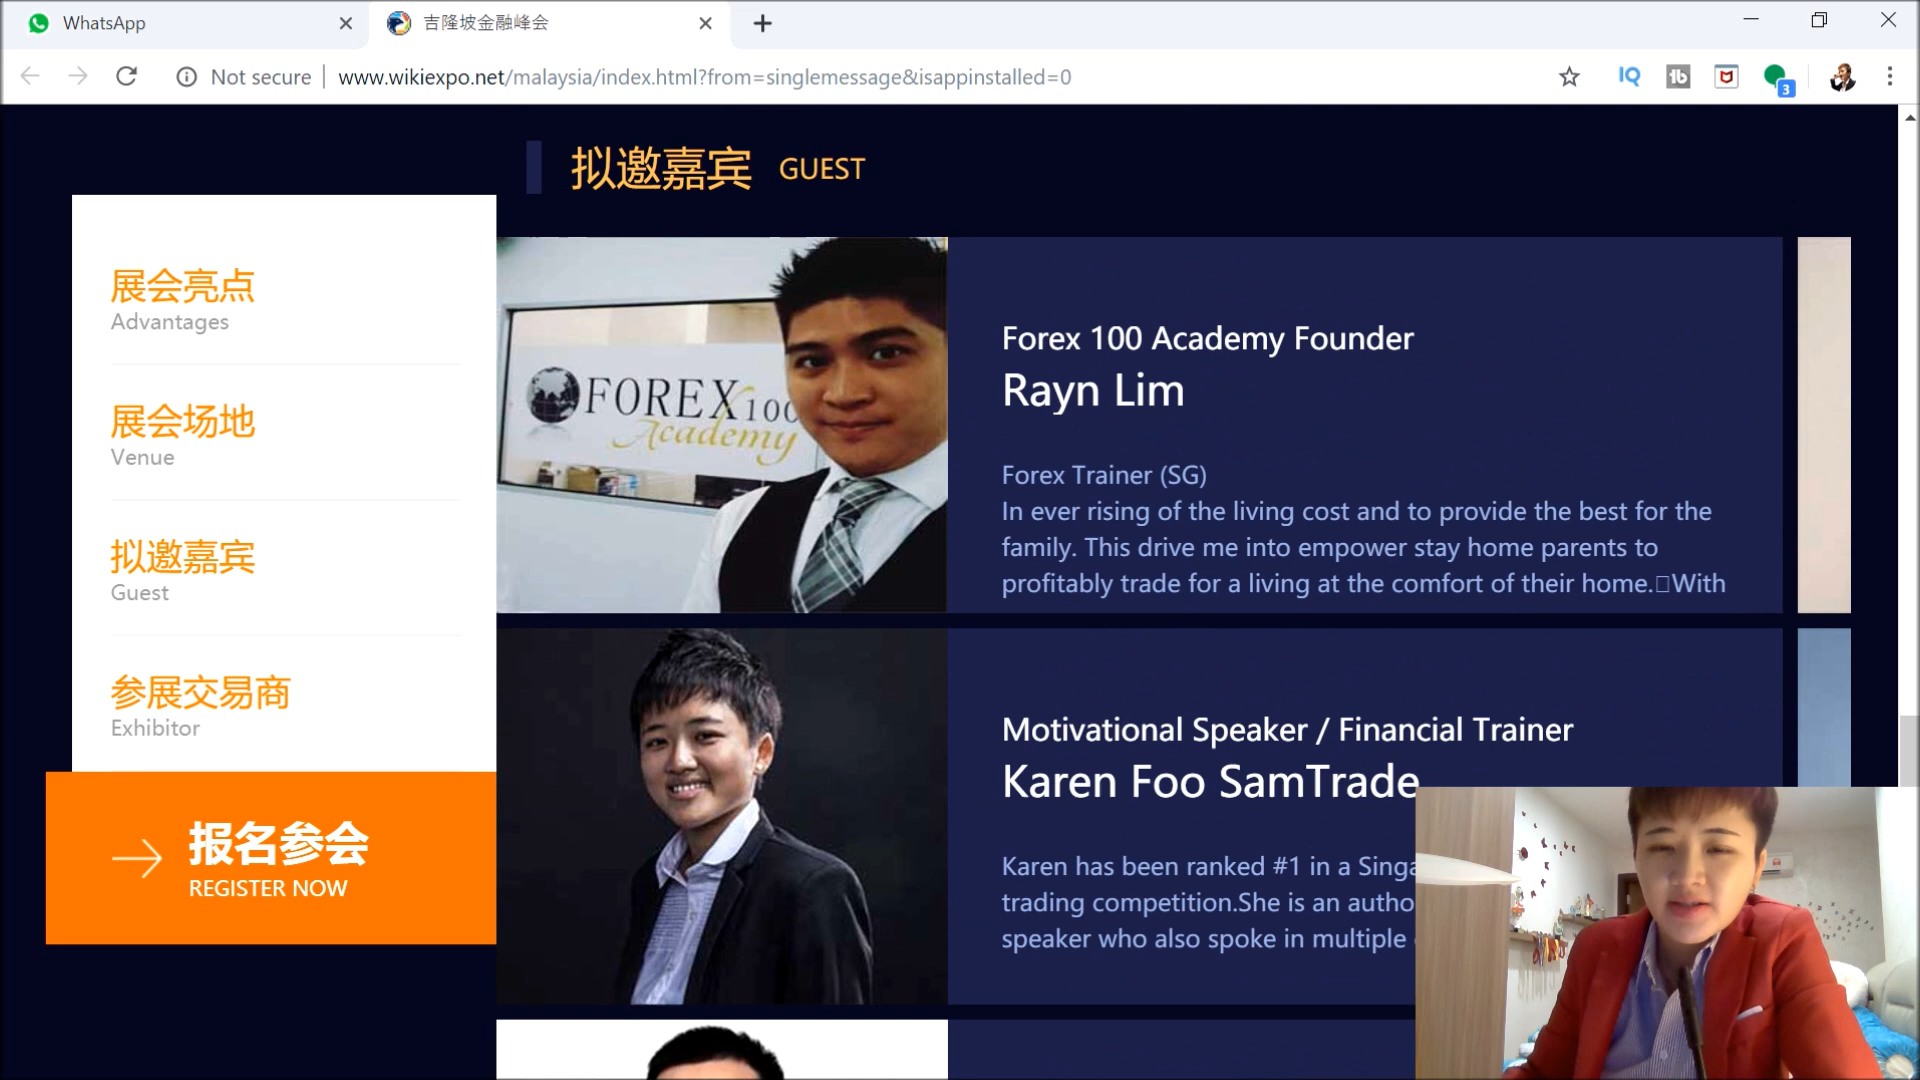 WhatsApp
吉隆坡金融峰会
Not secure
www.wikiexpo.net/malaysia/index.html?from=singlemessage&isappinstalled=0
IQ
tb
3
拟邀嘉宾 GUEST
展会亮点
Advantages
展会场地
Venue
拟邀嘉宾
Guest
参展交易商
Exhibitor
报名参会
REGISTER NOW
FOREX 100
Academy
Forex 100 Academy Founder
Rayn Lim
Forex Trainer (SG)
In ever rising of the living cost and to provide the best for the
family. This drive me into empower stay home parents to
profitably trade for a living at the comfort of their home.□With
Motivational Speaker / Financial Trainer
Karen Foo SamTrade
Karen has been ranked #1 in a Singa
trading competition.She is an autho
speaker who also spoke in multiple